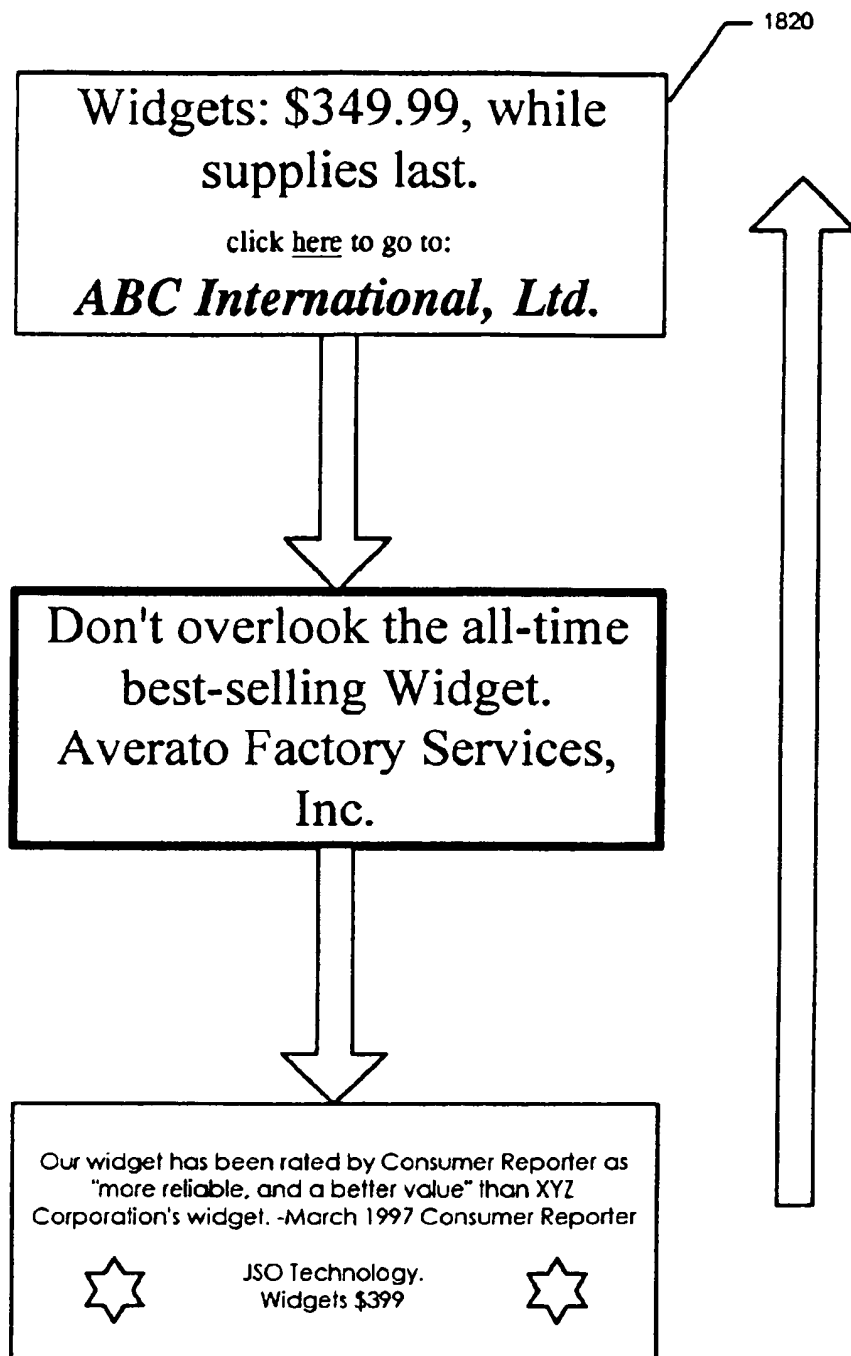 1820
Widgets: $349.99, while
supplies last.
click here to go to:
ABC International, Ltd.
Don't overlook the all-time
best-selling Widget.
Averato Factory Services,
Inc.
Our widget has been rated by Consumer Reporter as
"more reliable, and a better value" than XYZ
Corporation's widget. -March 1997 Consumer Reporter
JSO Technology.
Widgets $399